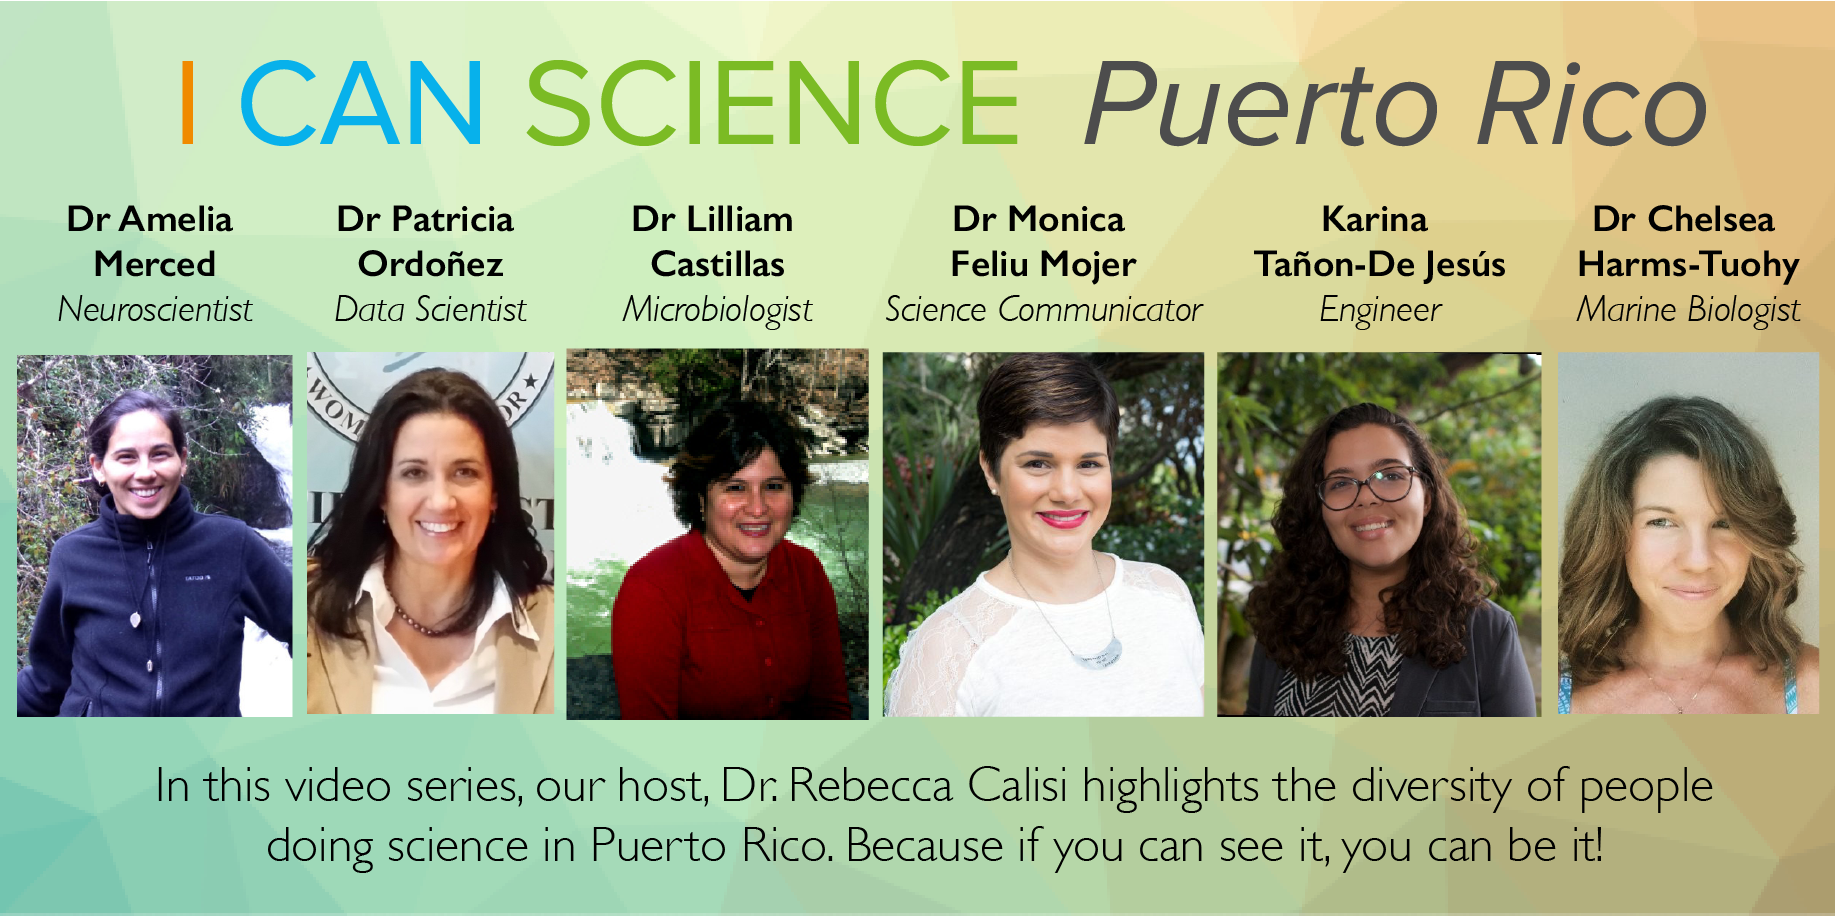 I CAN SCIENCE Puerto Rico
Dr Amelia
Merced
Neuroscientist
Dr Patricia
Ordoñez
Data Scientist
Dr Lilliam
Castillas
Microbiologist
Dr Monica
Feliu Mojer
Science Communicator
Karina
Tañon-De Jesús
Engineer
Dr Chelsea
Harms-Tuohy
Marine Biologist
In this video series, our host, Dr. Rebecca Calisi highlights the diversity of people
doing science in Puerto Rico. Because if you can see it, you can be it!